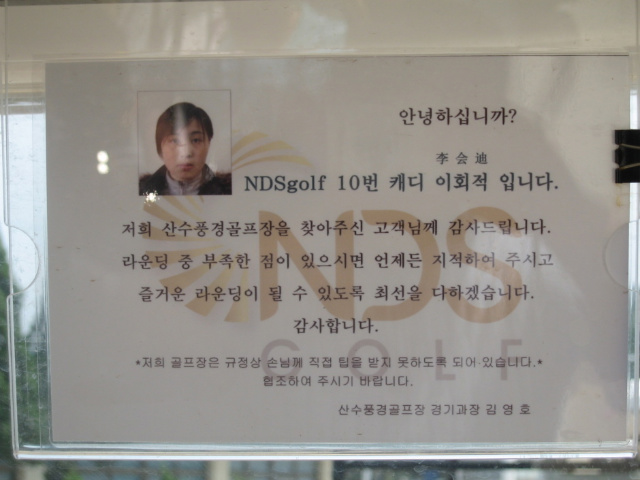 안녕하십니까?
李会迪
NDSgolf 10번 캐디 이회적 입니다.
저희 산수풍경골프장을 찾아주신 고객님께 감사드립니다.
라운딩 중 부족한 점이 있으시면 언제든 지적하여 주시고
즐거운 라운딩이 될 수 있도록 최선을 다하겠습니다.
감사합니다.
NDS
GOLF
*저희 골프장은 규정상 손님께 직접 팁을 받지 못하도록 되어 있습니다.*
협조하여 주시기 바랍니다.
산수풍경골프장 경기과장 김 영 호